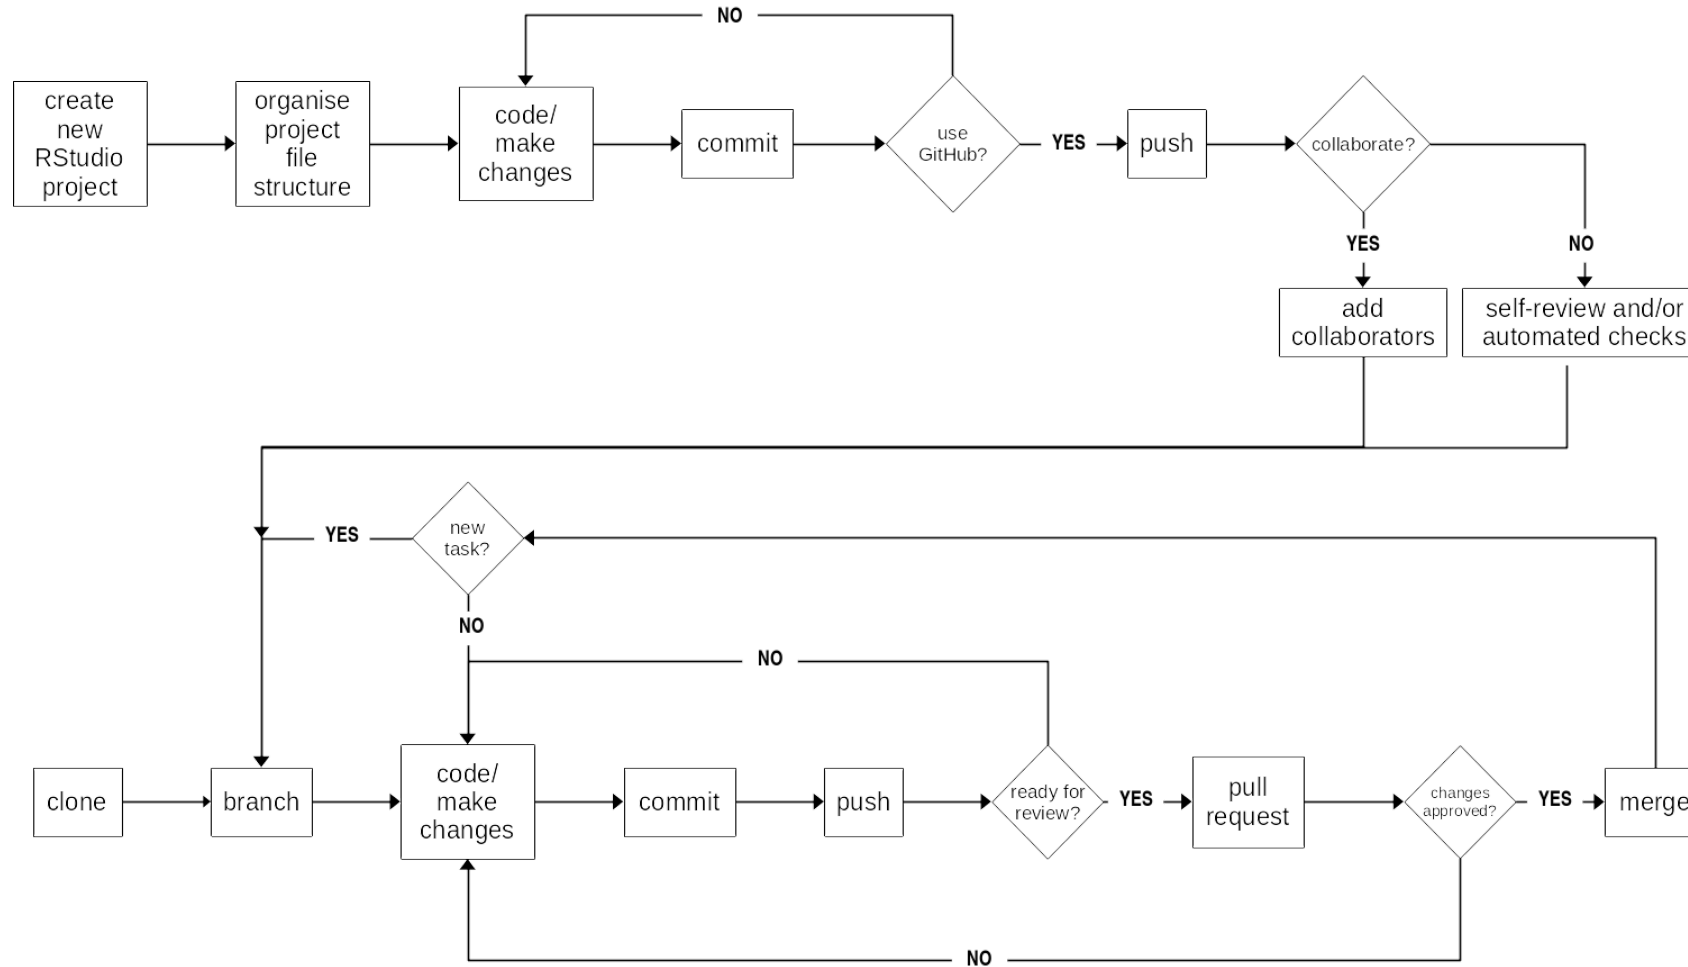 NO
create
new
RStudio
project
organise
project
file
structure
code/
make
changes
commit
use
GitHub?
YES
push
collaborate?
YES
NO
add
collaborators
self-review and/or
automated checks
new
task?
YES
NO
NO
clone
branch
code/
make
changes
commit
push
ready for
review?
YES
pull
request
changes
approved?
YES
merge
NO